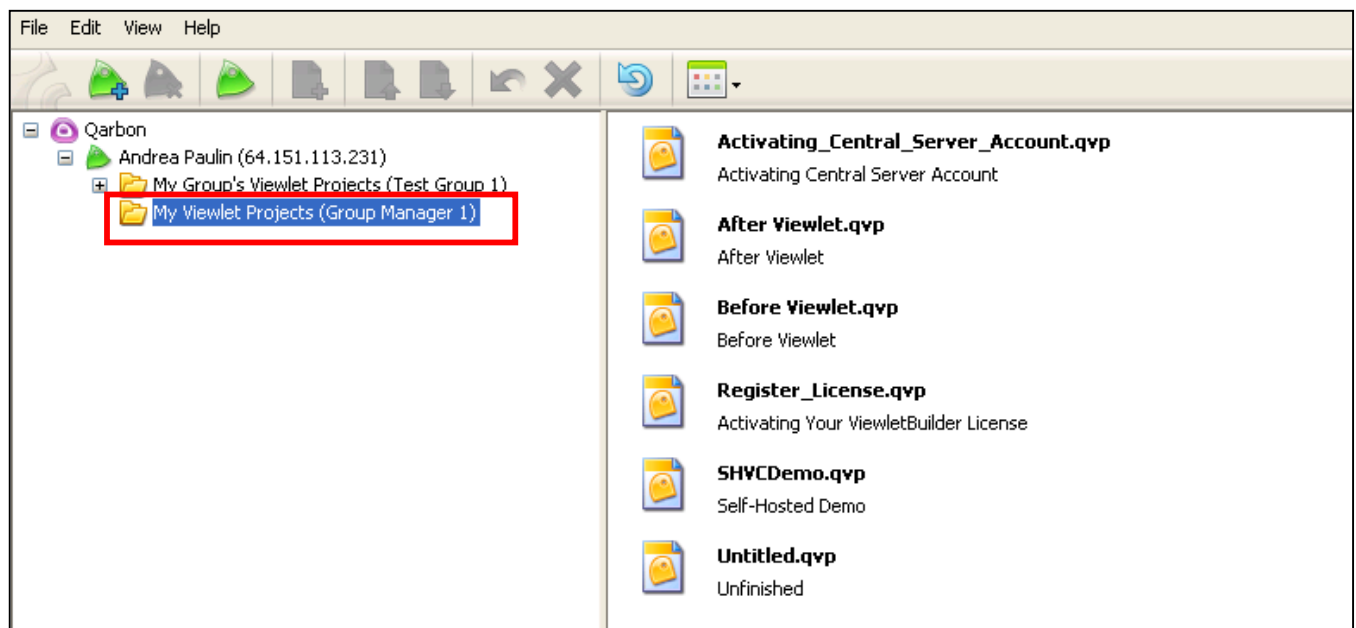 File Edit View Help
Qarbon
Andrea Paulin (64.151.113.231)
My Group's Viewlet Projects (Test Group 1)
My Viewlet Projects (Group Manager 1)
Activating_Central_Server_Account.qvp
Activating Central Server Account
After Viewlet.qvp
After Viewlet
Before Viewlet.qvp
Before Viewlet
Register_License.qvp
Activating Your ViewletBuilder License
SHVCDemo.qvp
Self-Hosted Demo
Untitled.qvp
Unfinished